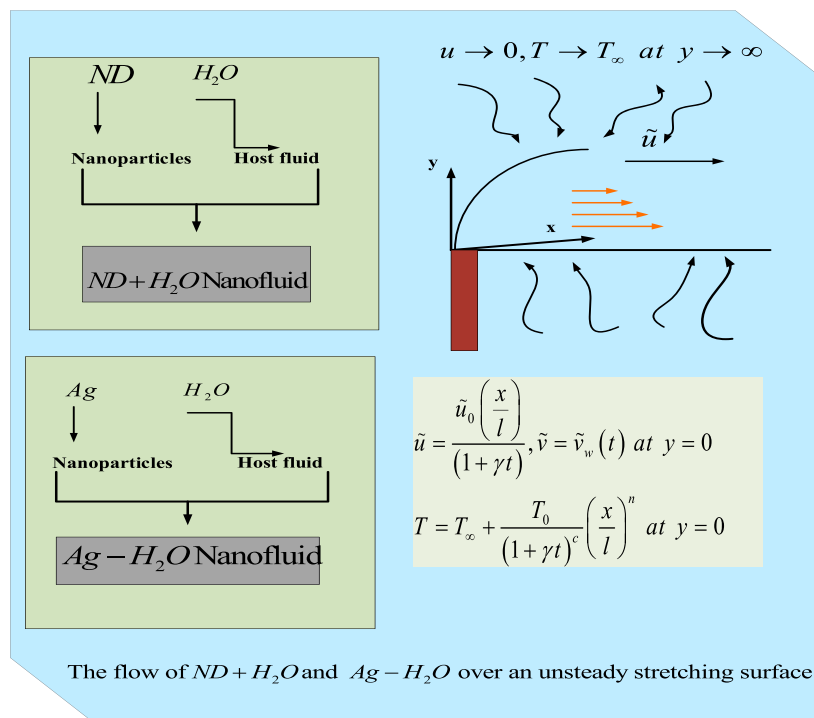 ND H₂O
Nanoparticles Host fluid
ND + H₂O Nanofluid
Ag H₂O
Nanoparticles Host fluid
Ag − H₂O Nanofluid
u → 0, T → T∞ at y → ∞
ũ
y
x
ũ = ũ₀ (x/l) / (1 + γt), ṽ = ṽ_w (t) at y = 0
T = T∞ + T₀ / (1 + γt)^c (x/l)^n at y = 0
The flow of ND + H₂O and Ag − H₂O over an unsteady stretching surface